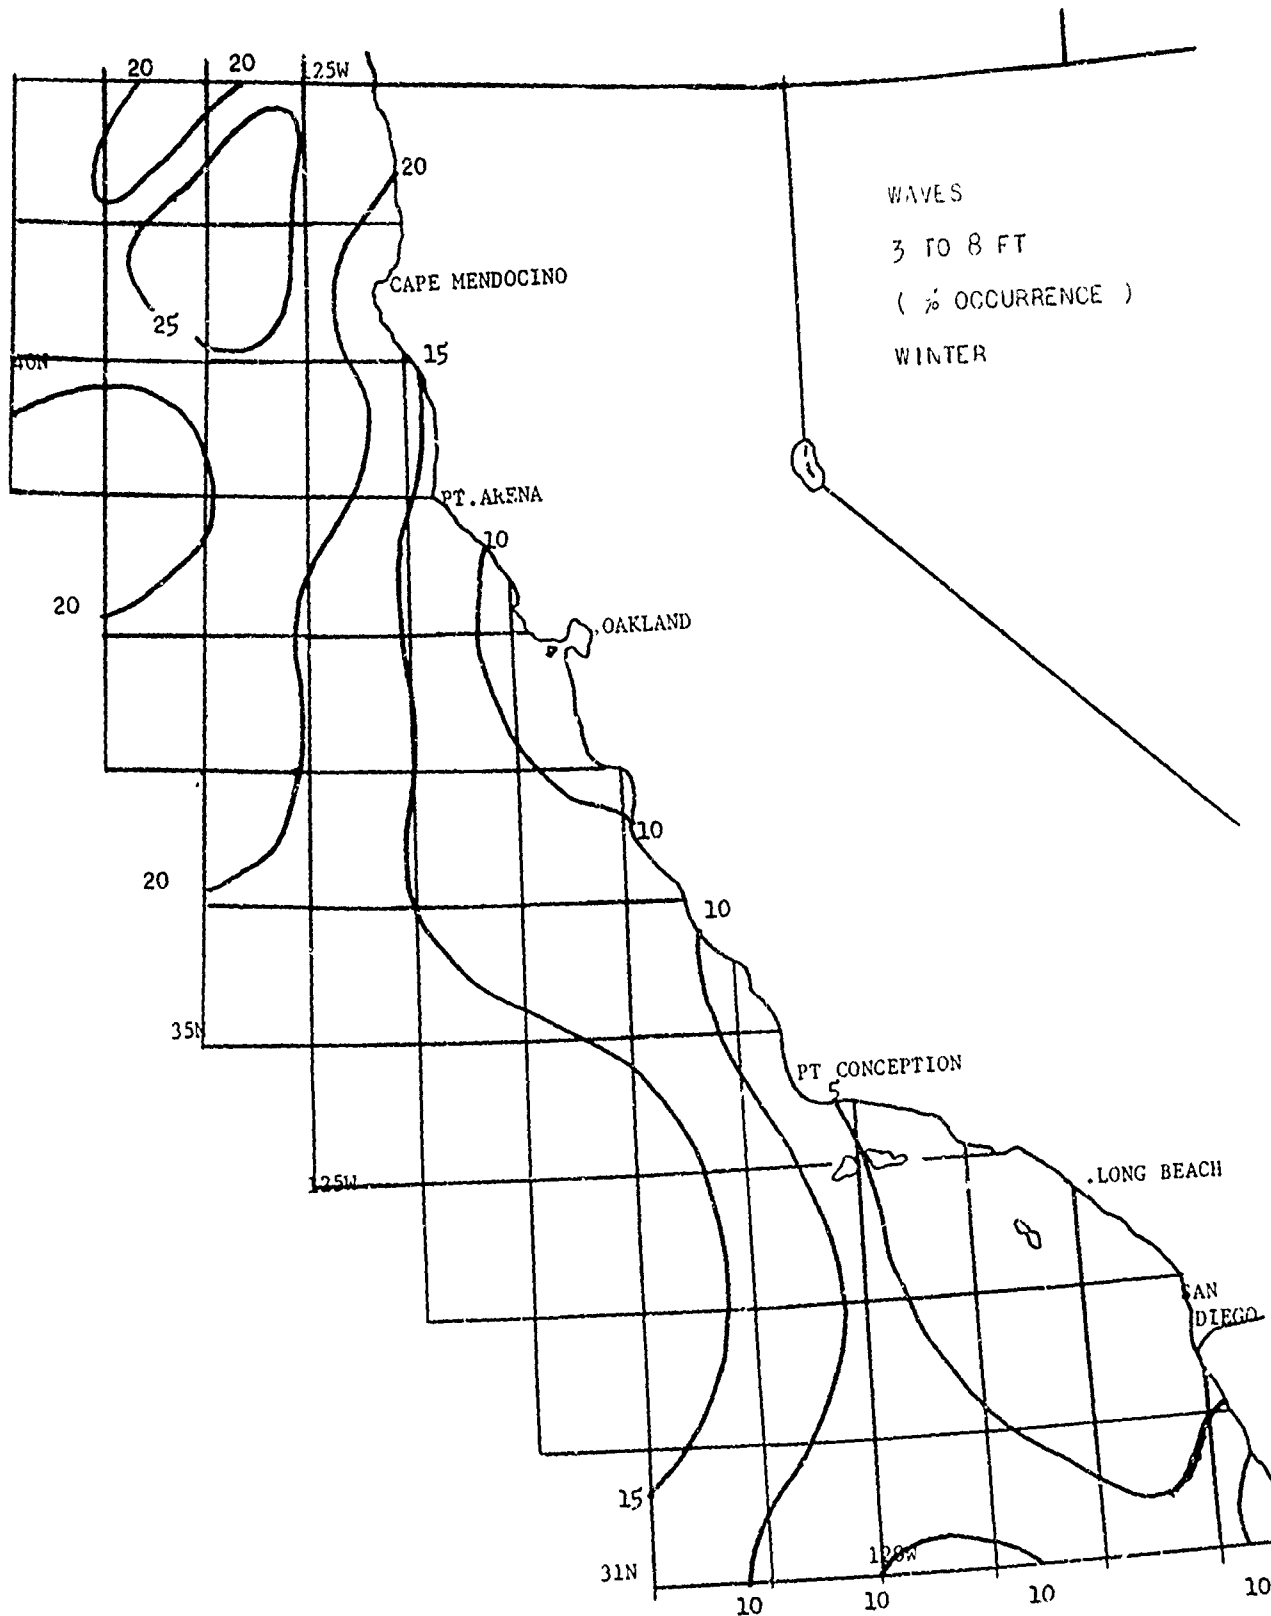 20
20
125W
20
WAVES
3 TO 8 FT
( % OCCURRENCE )
WINTER
CAPE MENDOCINO
25
15
40N
PT. ARENA
10
20
.OAKLAND
10
20
10
35N
PT CONCEPTION
5
125W
.LONG BEACH
SAN
DIEGO
15
31N
120W
10
10
10
10